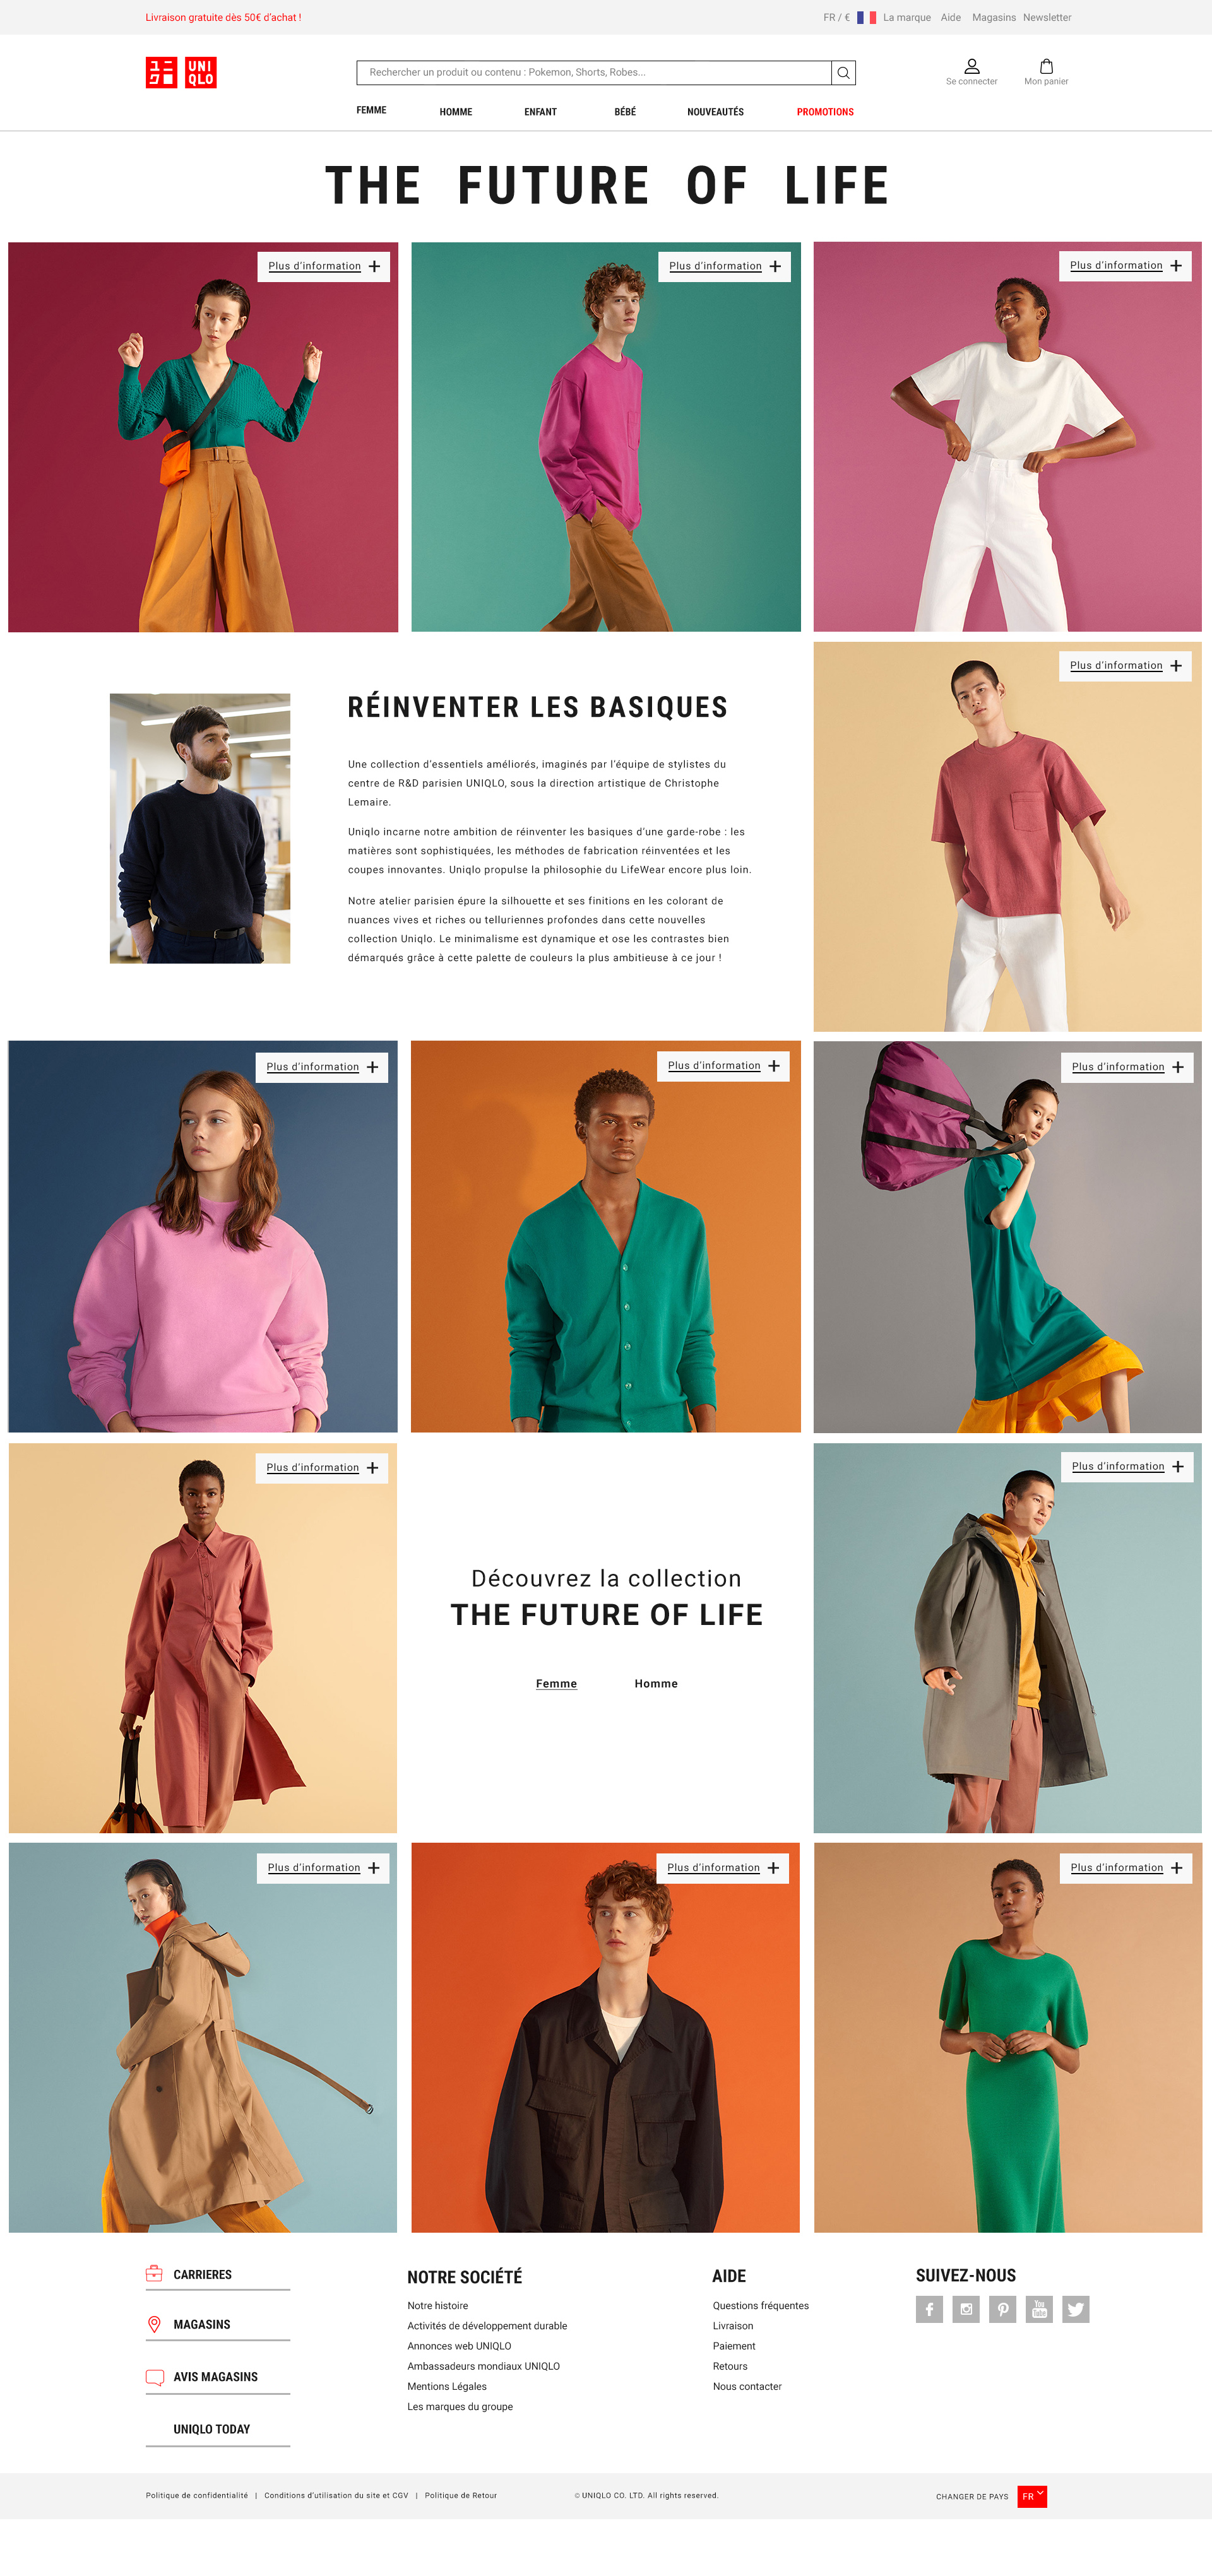 Livraison gratuite dès 50€ d'achat !
FR / €
La marque
Aide
Magasins
Newsletter
ユニクロ
UNI
QLO
Rechercher un produit ou contenu : Pokemon, Shorts, Robes...
Se connecter
Mon panier
FEMME
HOMME
ENFANT
BÉBÉ
NOUVEAUTÉS
PROMOTIONS
THE FUTURE OF LIFE
Plus d'information +
Plus d'information +
Plus d'information +
Plus d'information +
RÉINVENTER LES BASIQUES
Une collection d'essentiels améliorés, imaginés par l'équipe de stylistes du
centre de R&D parisien UNIQLO, sous la direction artistique de Christophe
Lemaire.
Uniqlo incarne notre ambition de réinventer les basiques d'une garde-robe : les
matières sont sophistiquées, les méthodes de fabrication réinventées et les
coupes innovantes. Uniqlo propulse la philosophie du LifeWear encore plus loin.
Notre atelier parisien épure la silhouette et ses finitions en les colorant de
nuances vives et riches ou telluriennes profondes dans cette nouvelles
collection Uniqlo. Le minimalisme est dynamique et ose les contrastes bien
démarqués grâce à cette palette de couleurs la plus ambitieuse à ce jour !
Plus d'information +
Plus d'information +
Plus d'information +
Plus d'information +
Plus d'information +
Découvrez la collection
THE FUTURE OF LIFE
Femme
Homme
Plus d'information +
Plus d'information +
Plus d'information +
CARRIERES
MAGASINS
AVIS MAGASINS
UNIQLO TODAY
NOTRE SOCIÉTÉ
Notre histoire
Activités de développement durable
Annonces web UNIQLO
Ambassadeurs mondiaux UNIQLO
Mentions Légales
Les marques du groupe
AIDE
Questions fréquentes
Livraison
Paiement
Retours
Nous contacter
SUIVEZ-NOUS
You
Tube
Politique de confidentialité | Conditions d'utilisation du site et CGV | Politique de Retour
© UNIQLO CO. LTD. All rights reserved.
CHANGER DE PAYS
FR